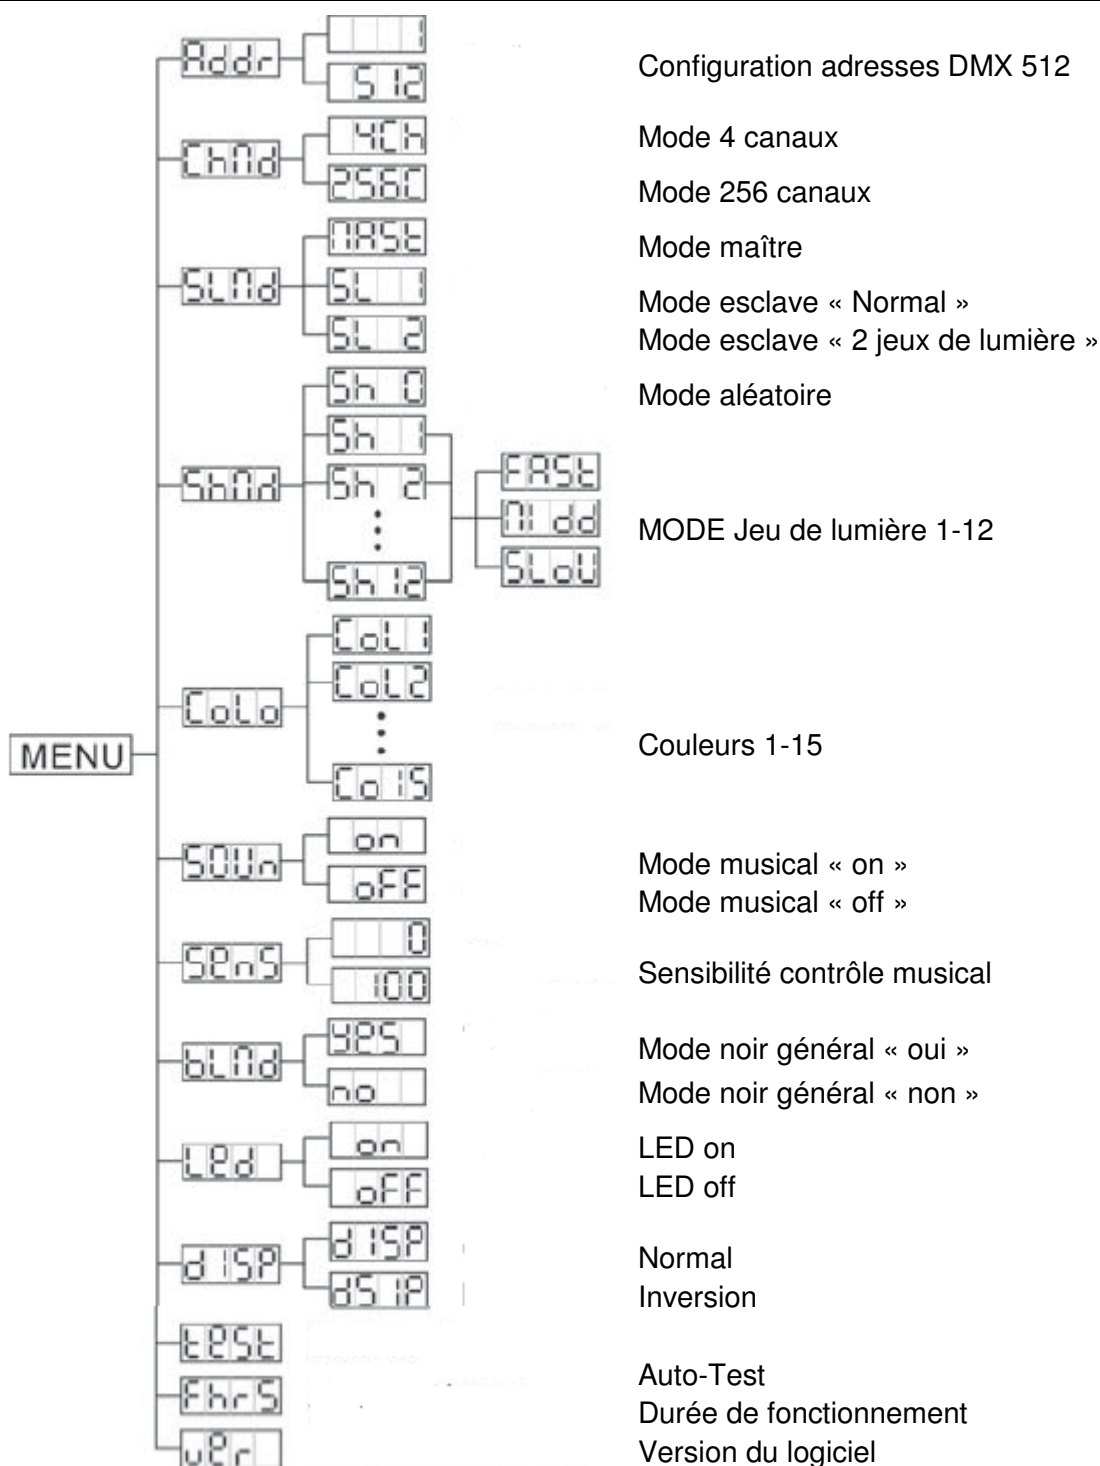 1
Addr
Configuration adresses DMX 512
512
4Ch
Mode 4 canaux
ChMd
256C
Mode 256 canaux
MASt
Mode maître
SLMd
SL 1
Mode esclave « Normal »
SL 2
Mode esclave « 2 jeux de lumière »
Sh 0
Mode aléatoire
Sh 1
FASt
ShMd
Sh 2
MI dd
MODE Jeu de lumière 1-12
Sh 12
SLoU
CoL1
CoL2
CoLo
MENU
Couleurs 1-15
Co15
on
SOUn
Mode musical « on »
oFF
Mode musical « off »
0
SenS
Sensibilité contrôle musical
100
yes
Mode noir général « oui »
bLMd
no
Mode noir général « non »
on
LED on
Led
oFF
LED off
dISP
dISP
Normal
dSIP
Inversion
teSt
Auto-Test
FhrS
Durée de fonctionnement
ver
Version du logiciel